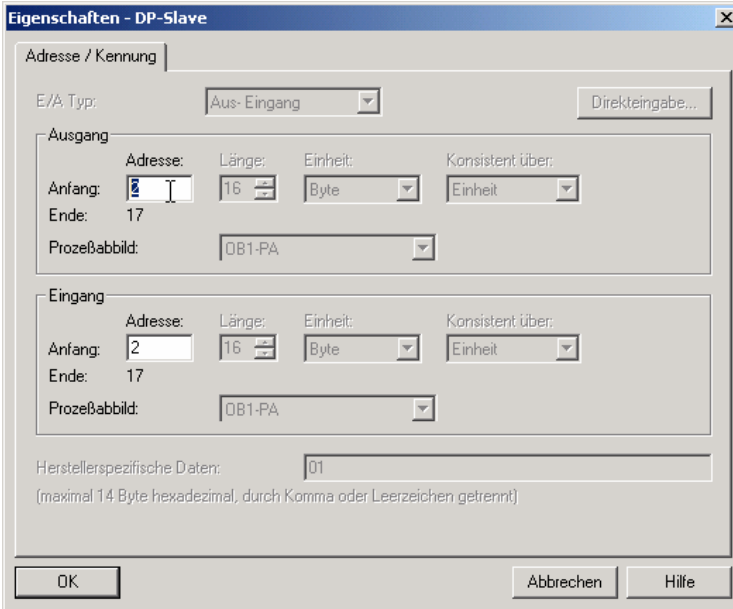 Eigenschaften - DP-Slave
Adresse / Kennung
E/A Typ: Aus- Eingang Direkteingabe...
Ausgang
Adresse: Länge: Einheit: Konsistent über:
Anfang: 2 16 Byte Einheit
Ende: 17
Prozeßabbild: OB1-PA
Eingang
Adresse: Länge: Einheit: Konsistent über:
Anfang: 2 16 Byte Einheit
Ende: 17
Prozeßabbild: OB1-PA
Herstellerspezifische Daten: 01
(maximal 14 Byte hexadezimal, durch Komma oder Leerzeichen getrennt)
OK Abbrechen Hilfe